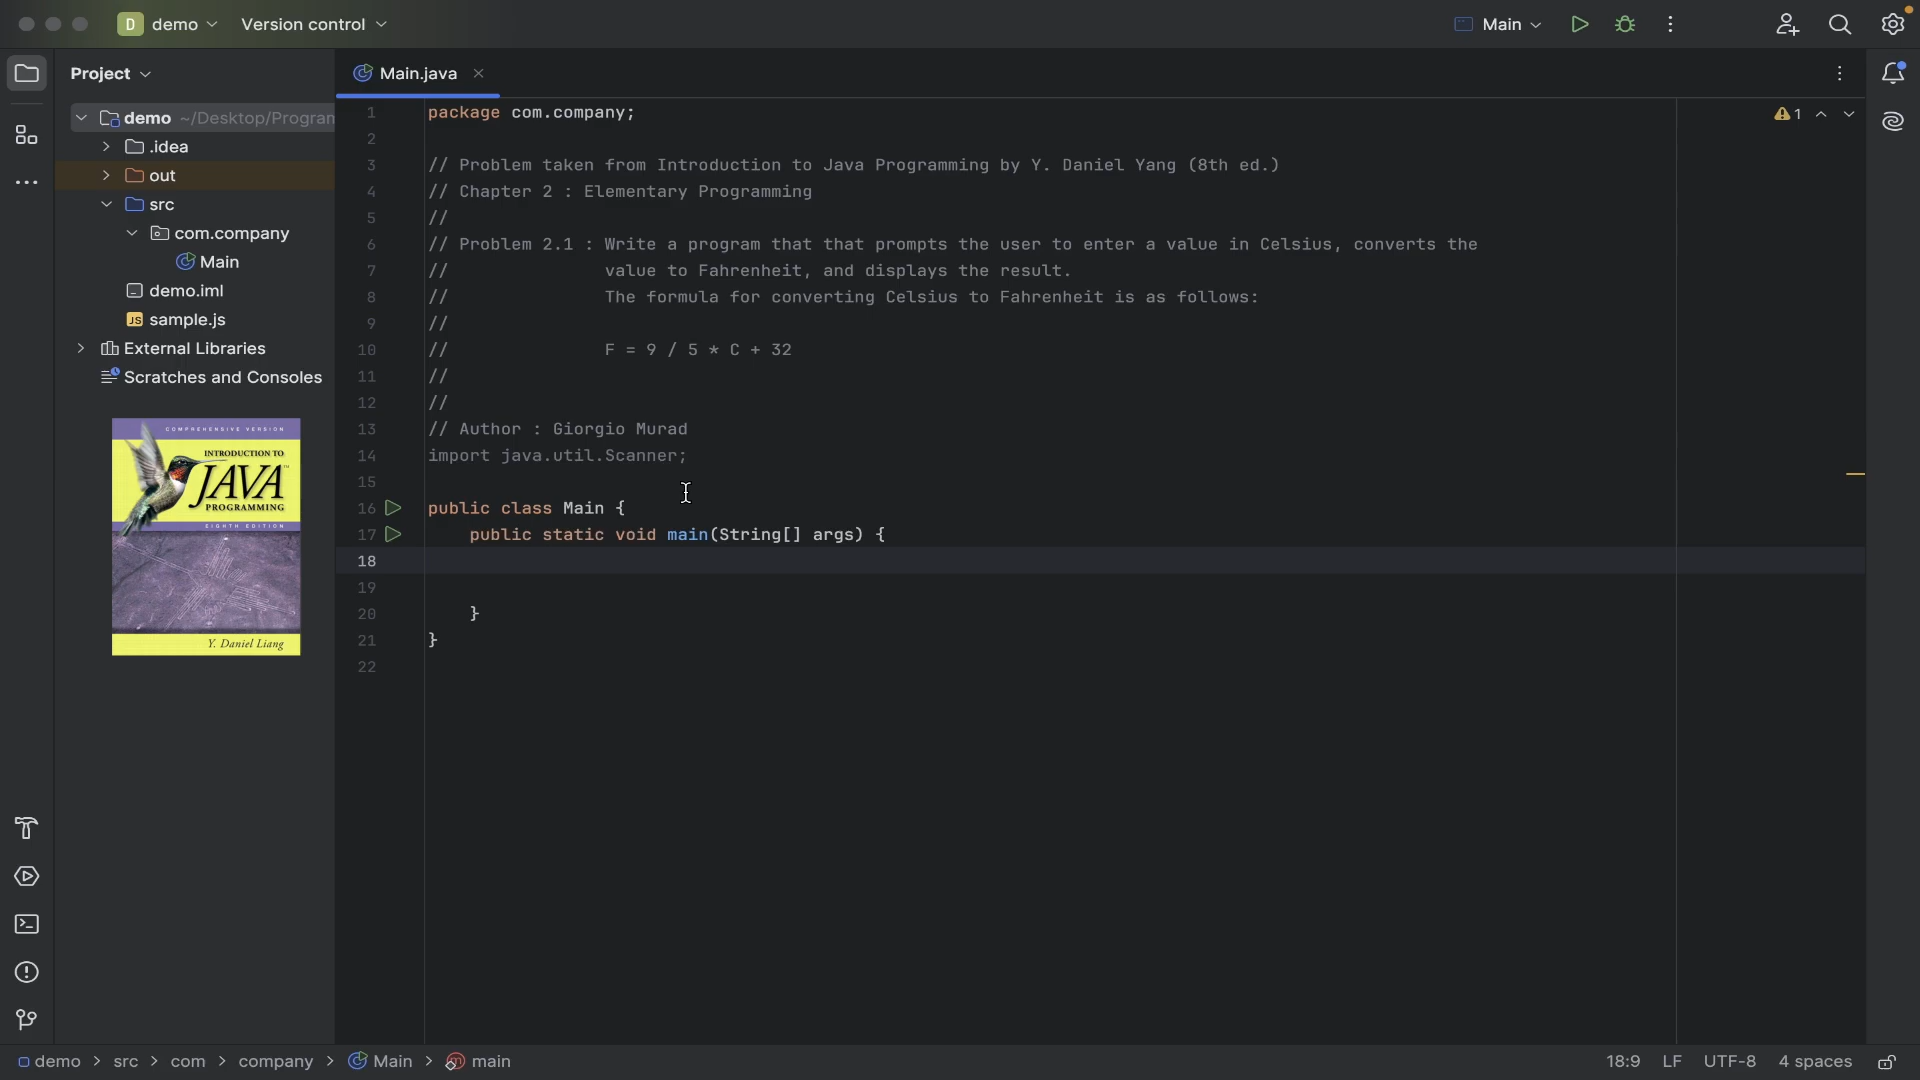 D demo Version control Main
Project
Main.java
demo ~/Desktop/Program
.idea
out
src
com.company
Main
demo.iml
JS sample.js
External Libraries
Scratches and Consoles
COMPREHENSIVE VERSION
INTRODUCTION TO
JAVA™
PROGRAMMING
EIGHTH EDITION
Y. Daniel Liang
1 package com.company;
2
3 // Problem taken from Introduction to Java Programming by Y. Daniel Yang (8th ed.)
4 // Chapter 2 : Elementary Programming
5 //
6 // Problem 2.1 : Write a program that that prompts the user to enter a value in Celsius, converts the
7 // value to Fahrenheit, and displays the result.
8 // The formula for converting Celsius to Fahrenheit is as follows:
9 //
10 // F = 9 / 5 * C + 32
11 //
12 //
13 // Author : Giorgio Murad
14 import java.util.Scanner;
15
16 public class Main {
17 public static void main(String[] args) {
18
19
20 }
21 }
22
1
demo > src > com > company > Main > main
18:9 LF UTF-8 4 spaces